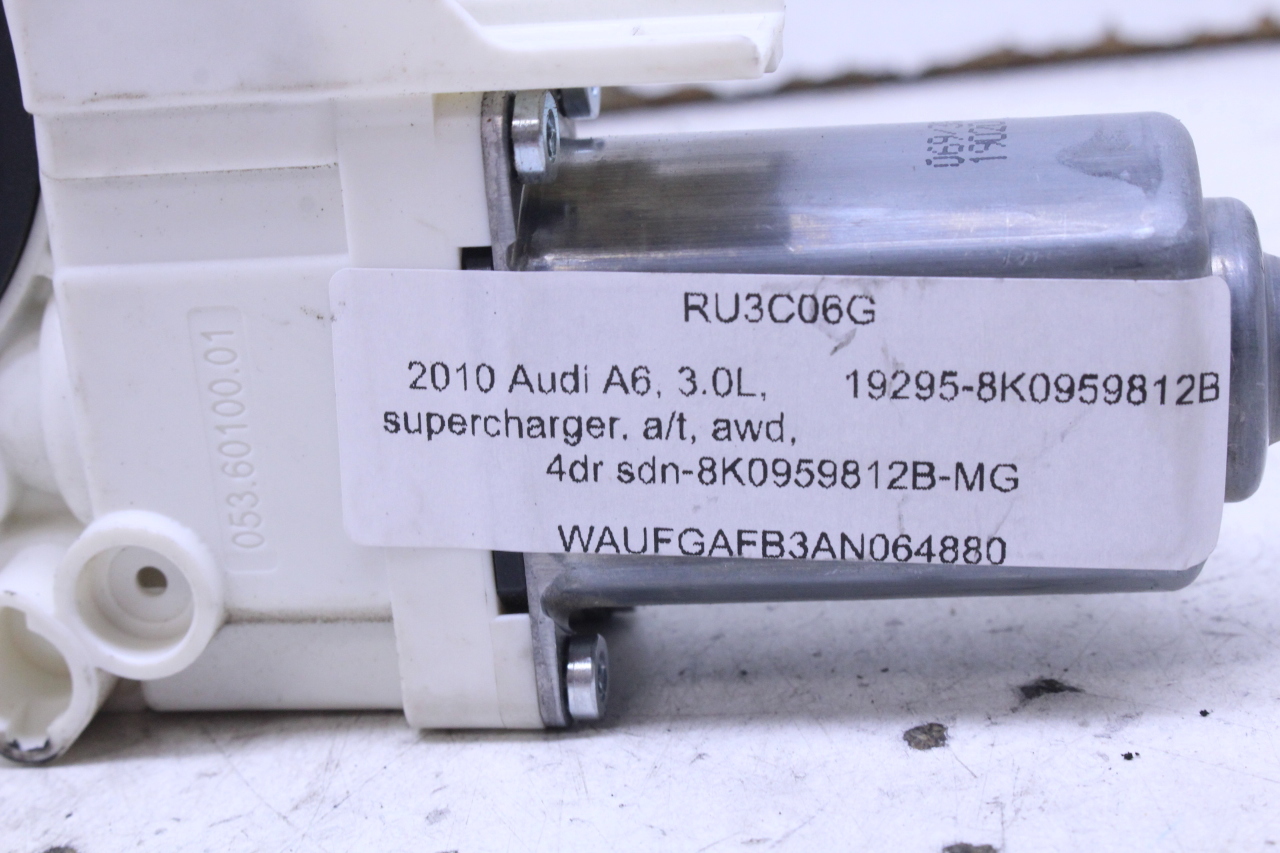 RU3C06G
2010 Audi A6, 3.0L, 19295-8K0959812B
supercharger. a/t, awd,
4dr sdn-8K0959812B-MG
WAUFGAFB3AN064880
053.60100.01